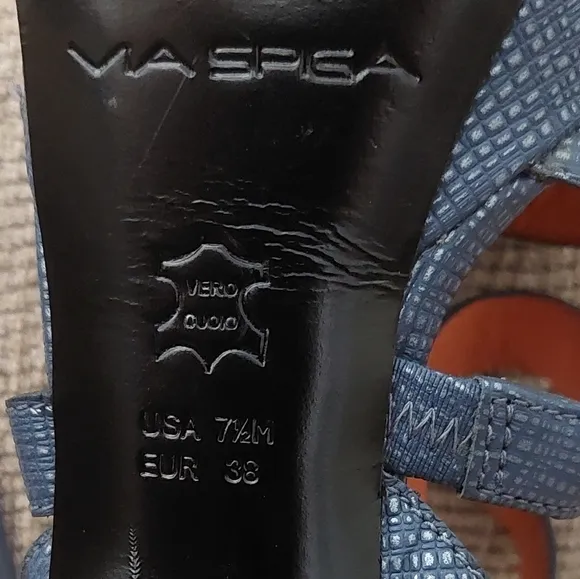 VIA SPIGA
VERO
CUOIO
USA 7½M
EUR 38